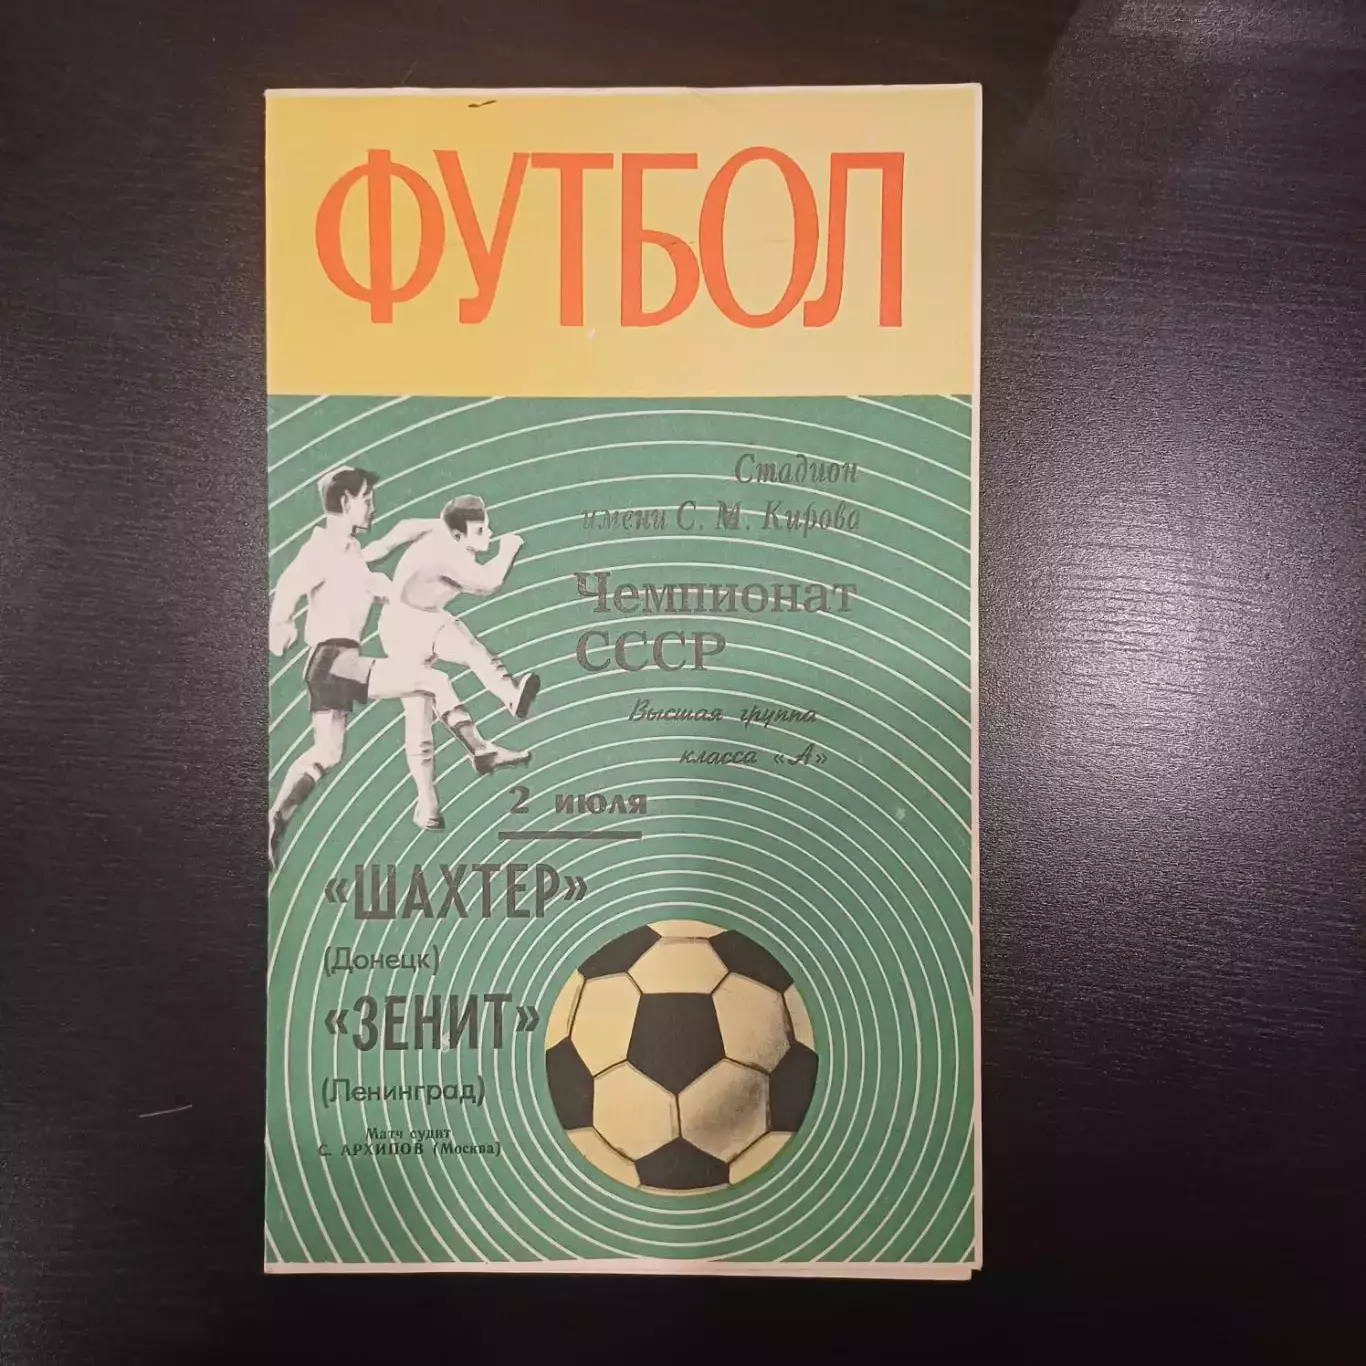 ФУТБОЛ
Стадион
имени С. М. Кирова
Чемпионат
СССР
Высшая группа
класса «А»
2 июля
«ШАХТЕР»
(Донецк)
«ЗЕНИТ»
(Ленинград)
Матч судит
С. АРХИПОВ (Москва)